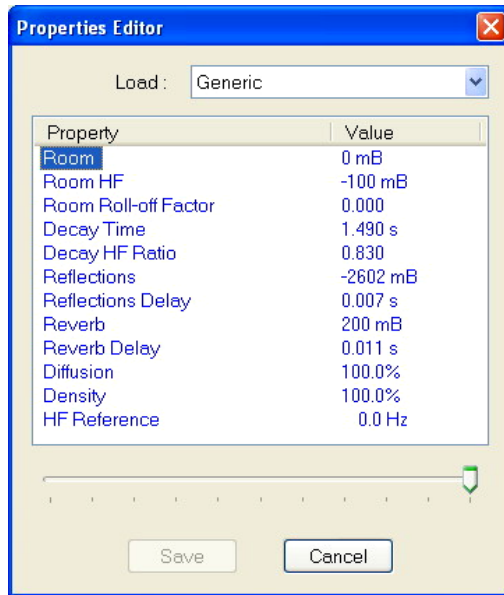 Properties Editor
Load : Generic
Property Value
Room 0 mB
Room HF -100 mB
Room Roll-off Factor 0.000
Decay Time 1.490 s
Decay HF Ratio 0.830
Reflections -2602 mB
Reflections Delay 0.007 s
Reverb 200 mB
Reverb Delay 0.011 s
Diffusion 100.0%
Density 100.0%
HF Reference 0.0 Hz
Save Cancel